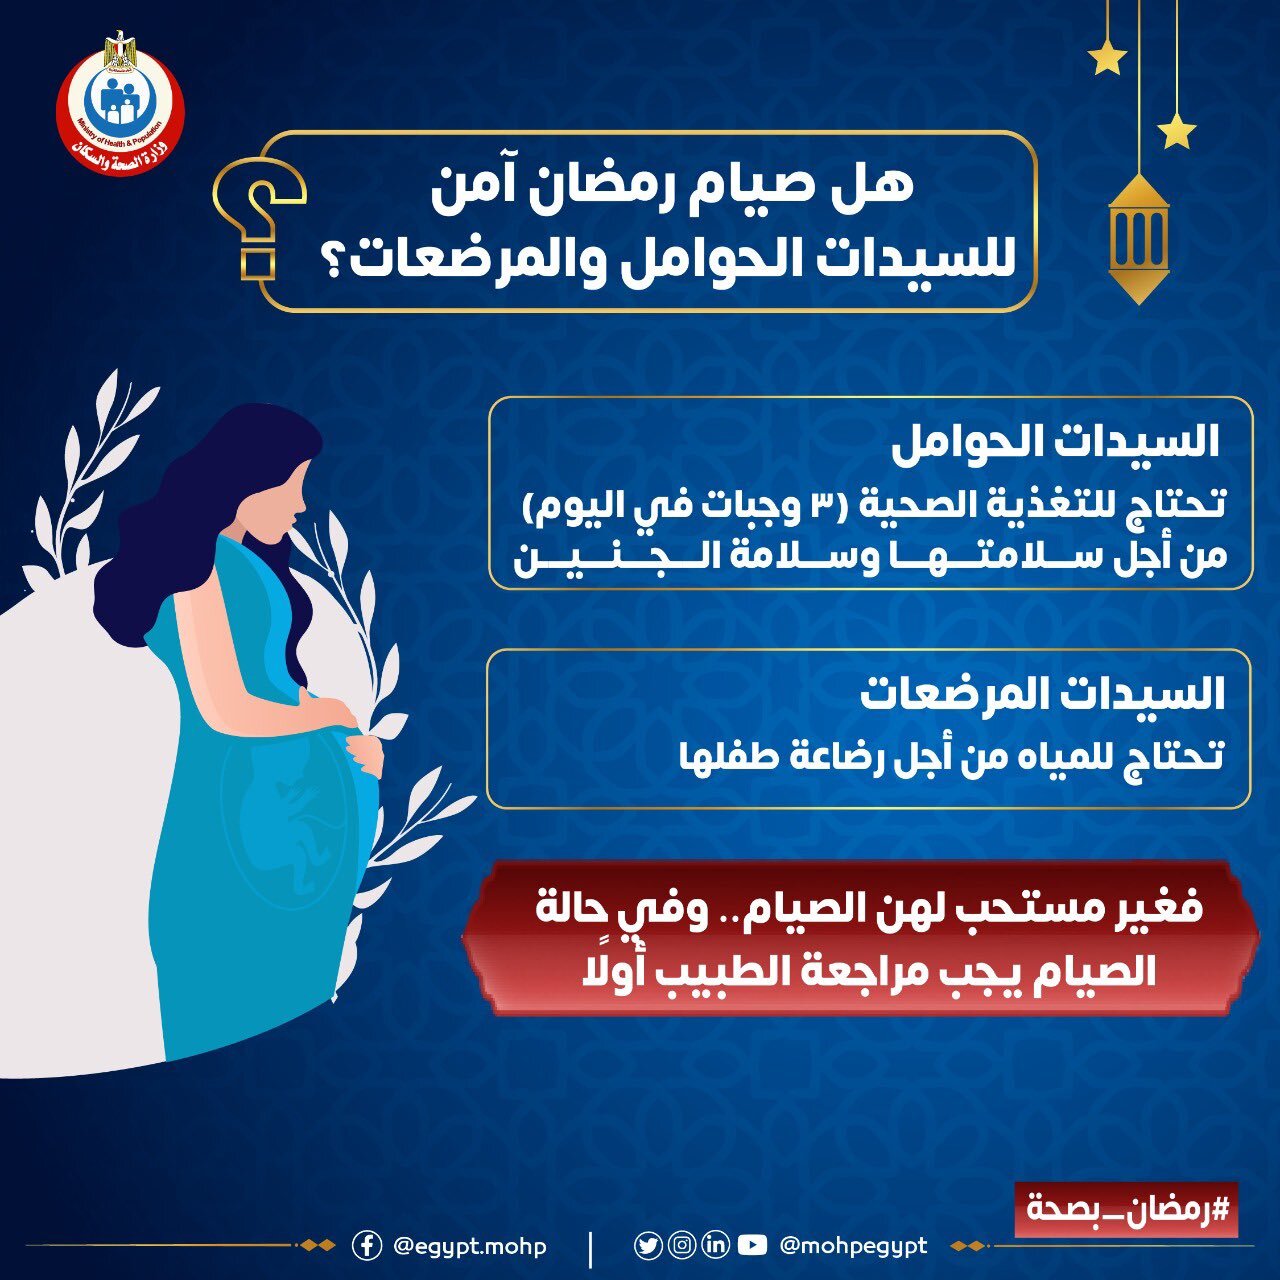 Ministry of Health & Population
وزارة الصحة والسكان
هل صيام رمضان آمن
للسيدات الحوامل والمرضعات؟
السيدات الحوامل
تحتاج للتغذية الصحية (٣ وجبات في اليوم)
من أجل سلامتها وسلامة الجنين
السيدات المرضعات
تحتاج للمياه من أجل رضاعة طفلها
فغير مستحب لهن الصيام.. وفي حالة
الصيام يجب مراجعة الطبيب أولًا
#رمضان_بصحة
@egypt.mohp | @mohpegypt